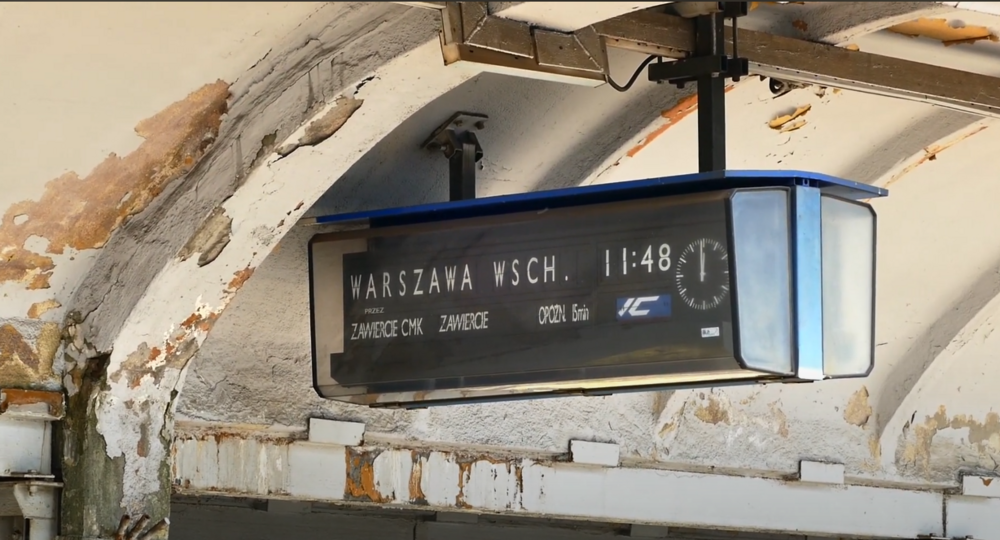 WARSZAWA WSCH. 11:48
PRZEZ
ZAWIERCIE CMK ZAWIERCIE OPÓŹN. 15min IC